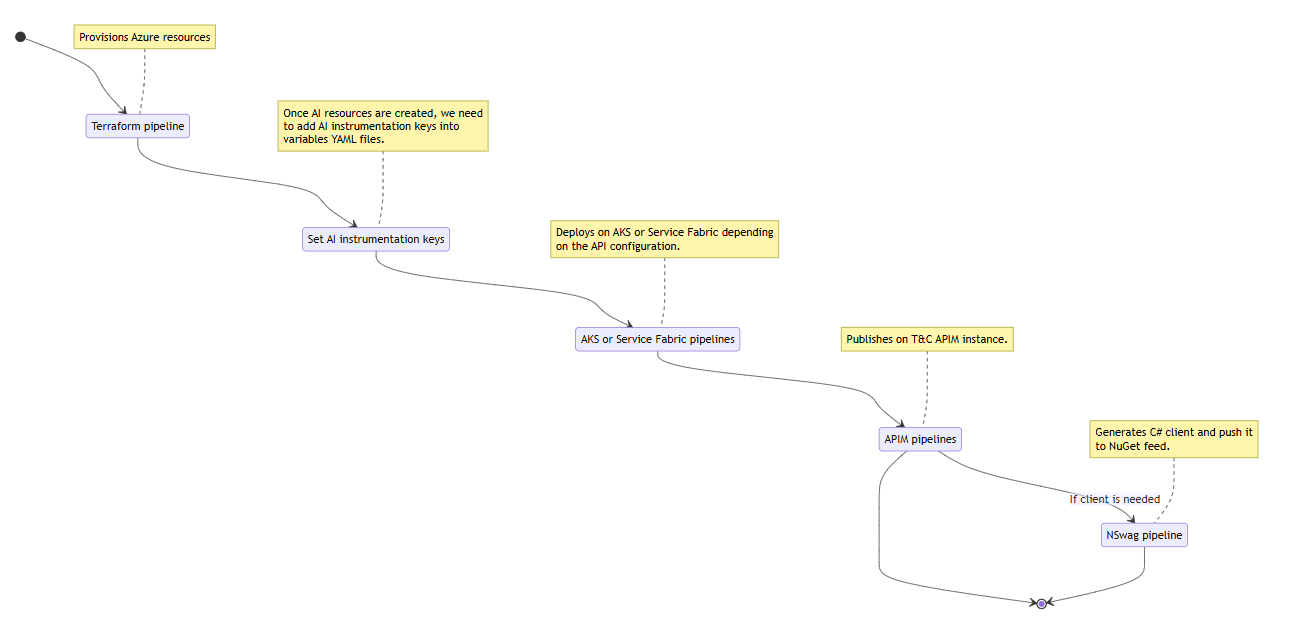 Provisions Azure resources
Terraform pipeline
Once AI resources are created, we need
to add AI instrumentation keys into
variables YAML files.
Set AI instrumentation keys
Deploys on AKS or Service Fabric depending
on the API configuration.
AKS or Service Fabric pipelines
Publishes on T&C APIM instance.
APIM pipelines
Generates C# client and push it
to NuGet feed.
If client is needed
NSwag pipeline